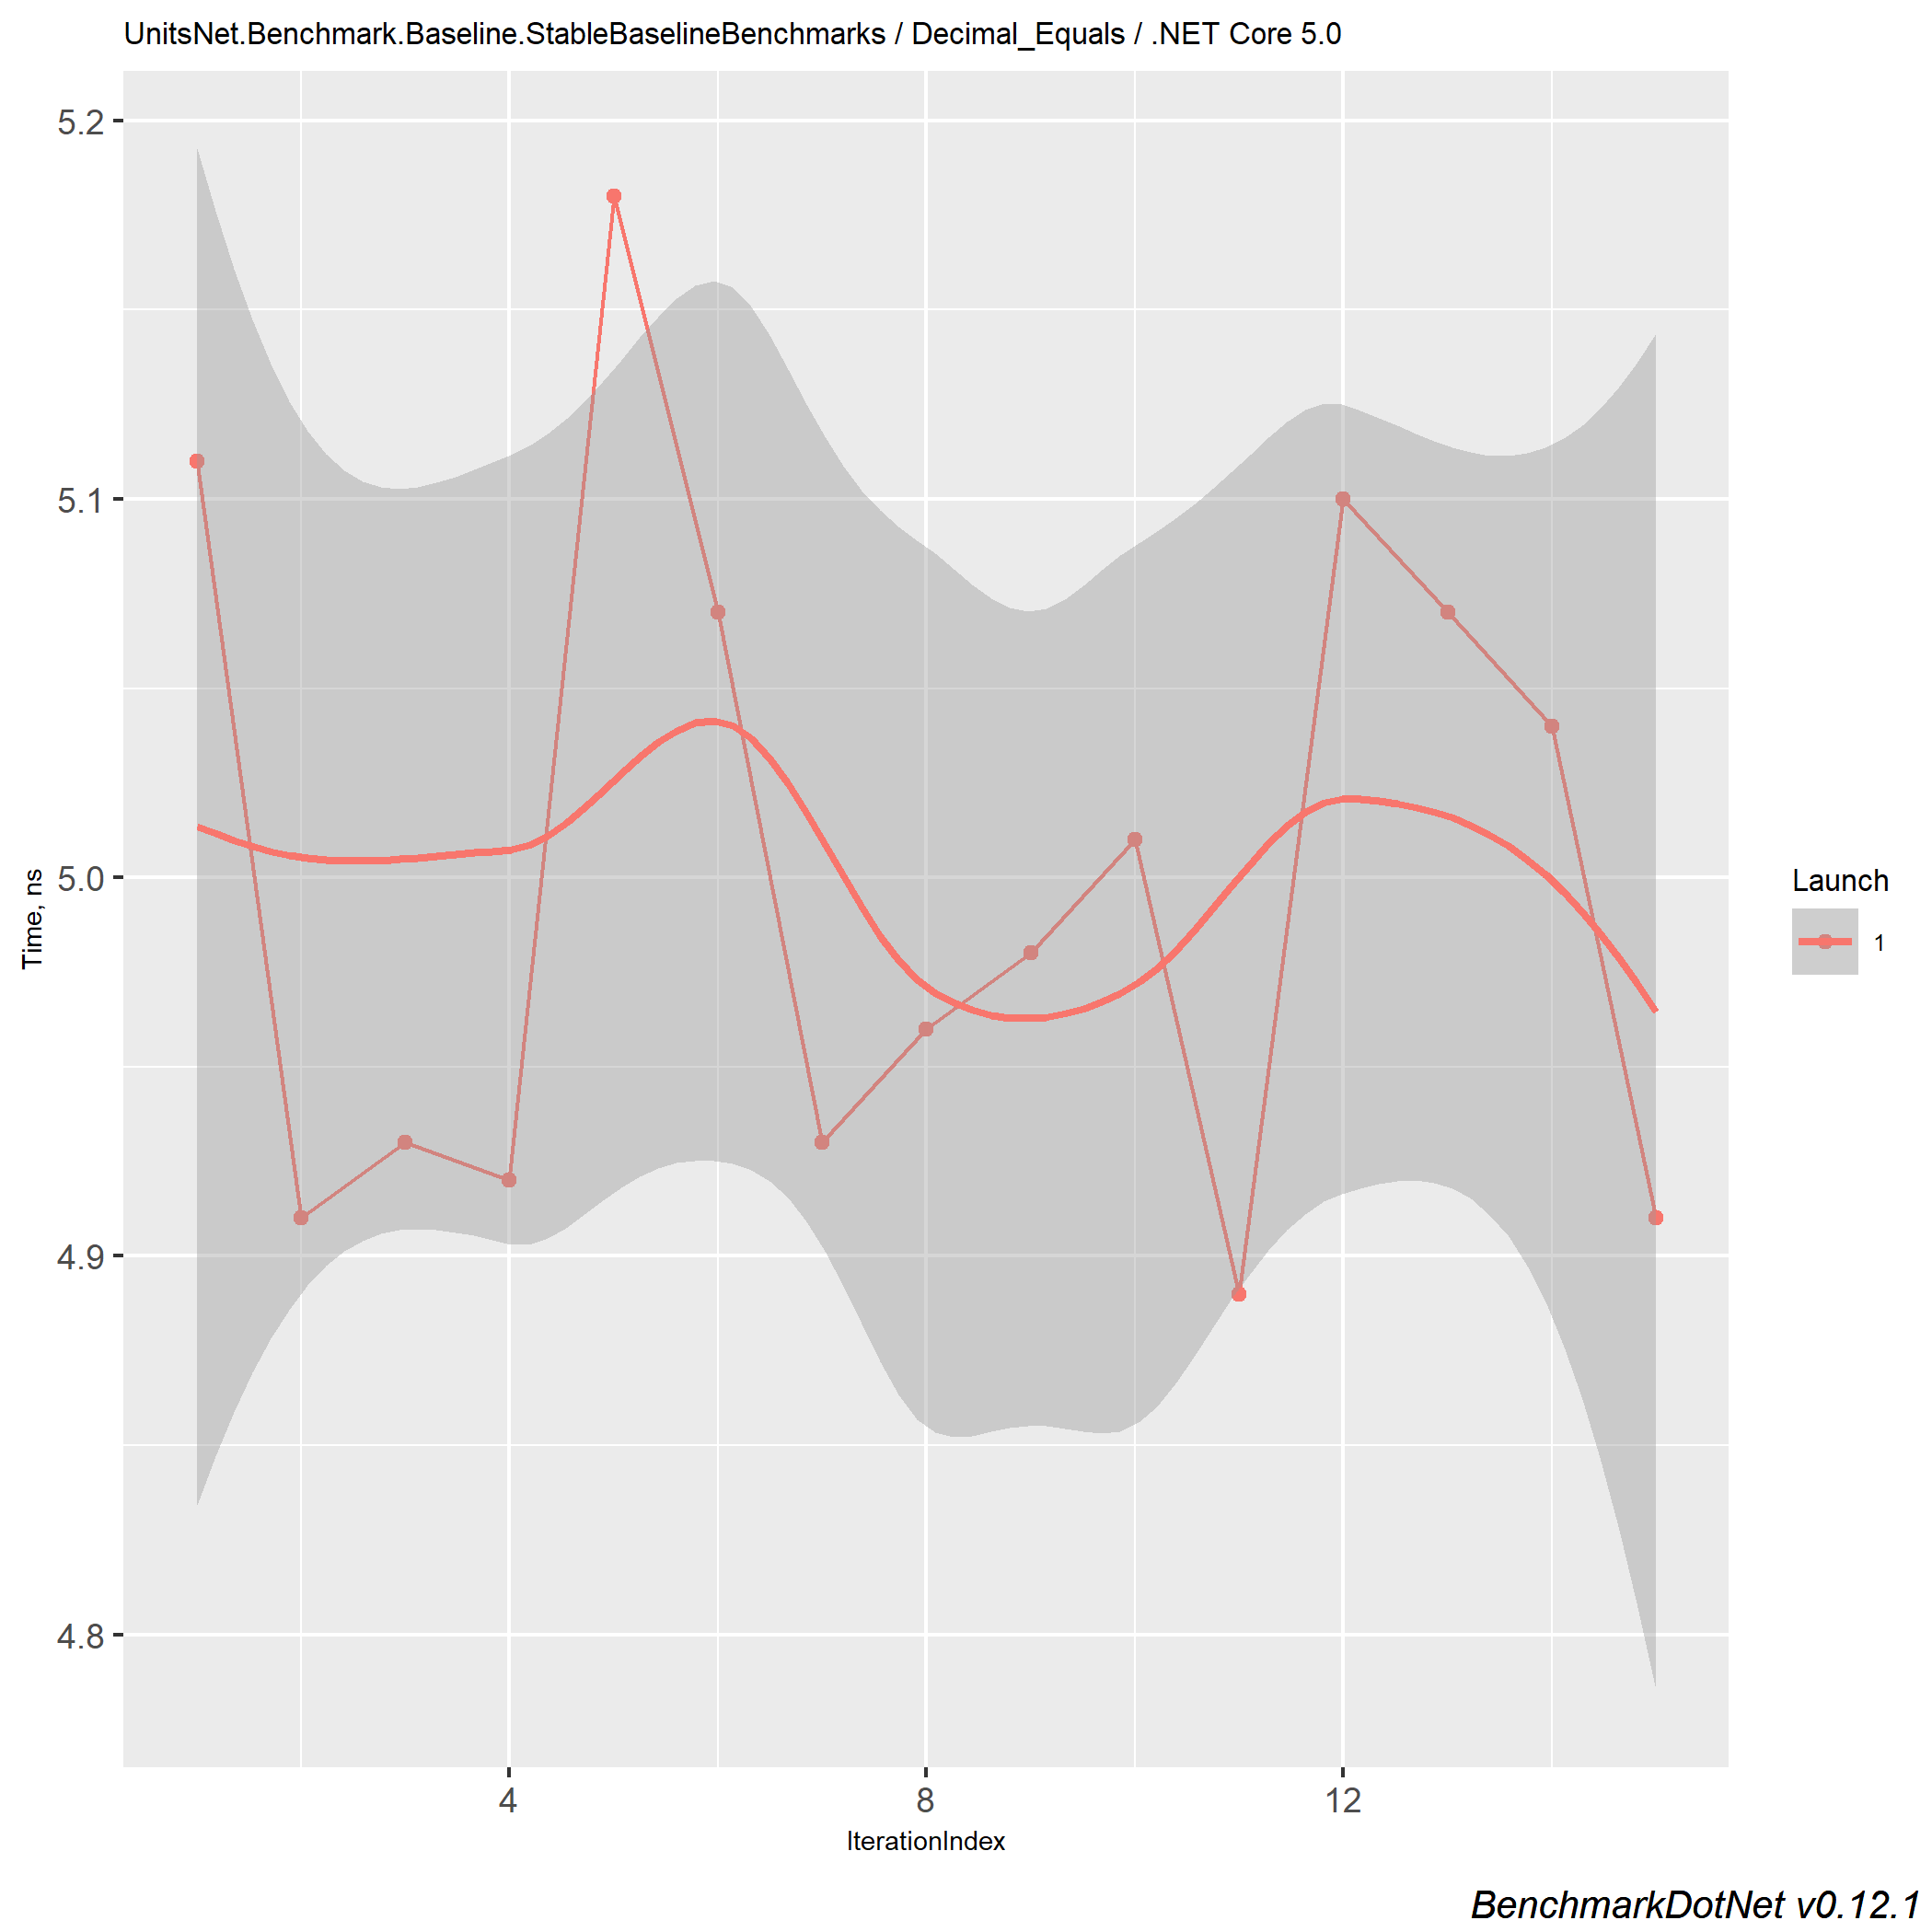 UnitsNet.Benchmark.Baseline.StableBaselineBenchmarks / Decimal_Equals / .NET Core 5.0
5.2
5.1
5.0
4.9
4.8
Time, ns
4 8 12
IterationIndex
Launch
1
BenchmarkDotNet v0.12.1